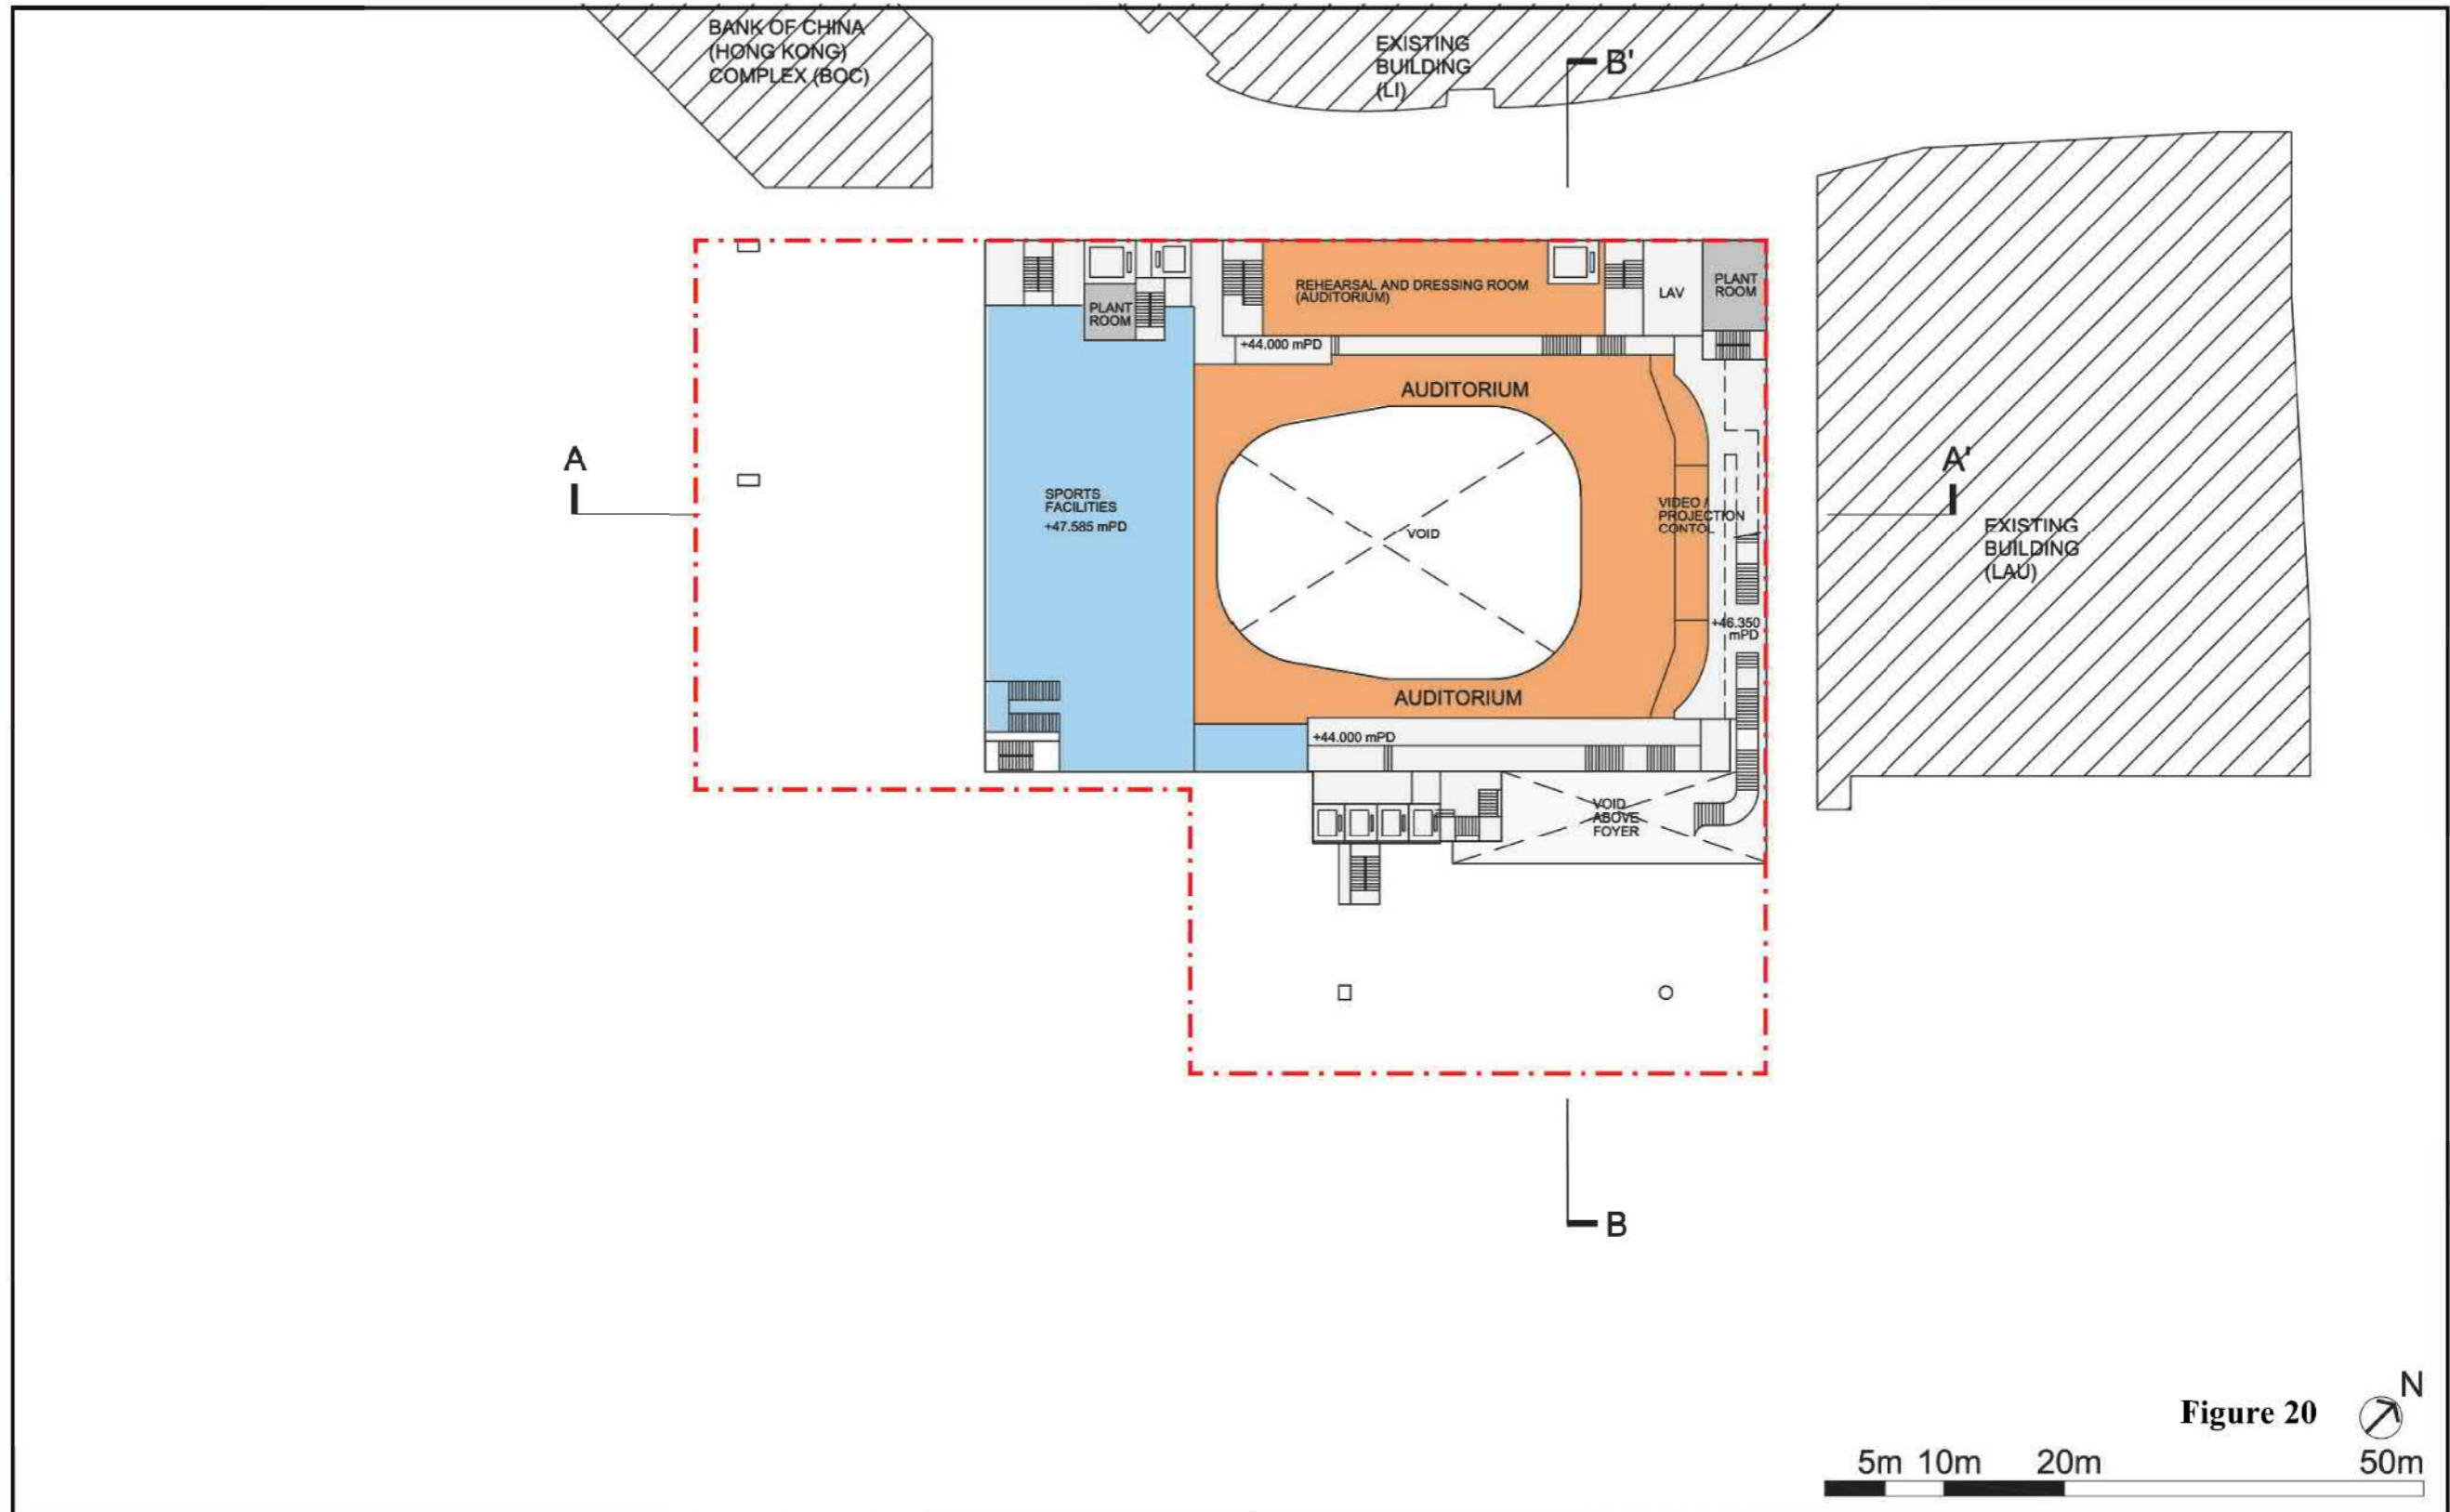 BANK OF CHINA
(HONG KONG)
COMPLEX (BOC)
EXISTING
BUILDING
(LI)
B'
REHEARSAL AND DRESSING ROOM
(AUDITORIUM)
LAV
PLANT
ROOM
PLANT
ROOM
+44.000 mPD
AUDITORIUM
A
A'
SPORTS
FACILITIES
+47.585 mPD
VOID
VIDEO /
PROJECTION
CONTOL
EXISTING
BUILDING
(LAU)
+46.350
mPD
AUDITORIUM
+44.000 mPD
VOID
ABOVE
FOYER
B
N
Figure 20
5m 10m 20m 50m